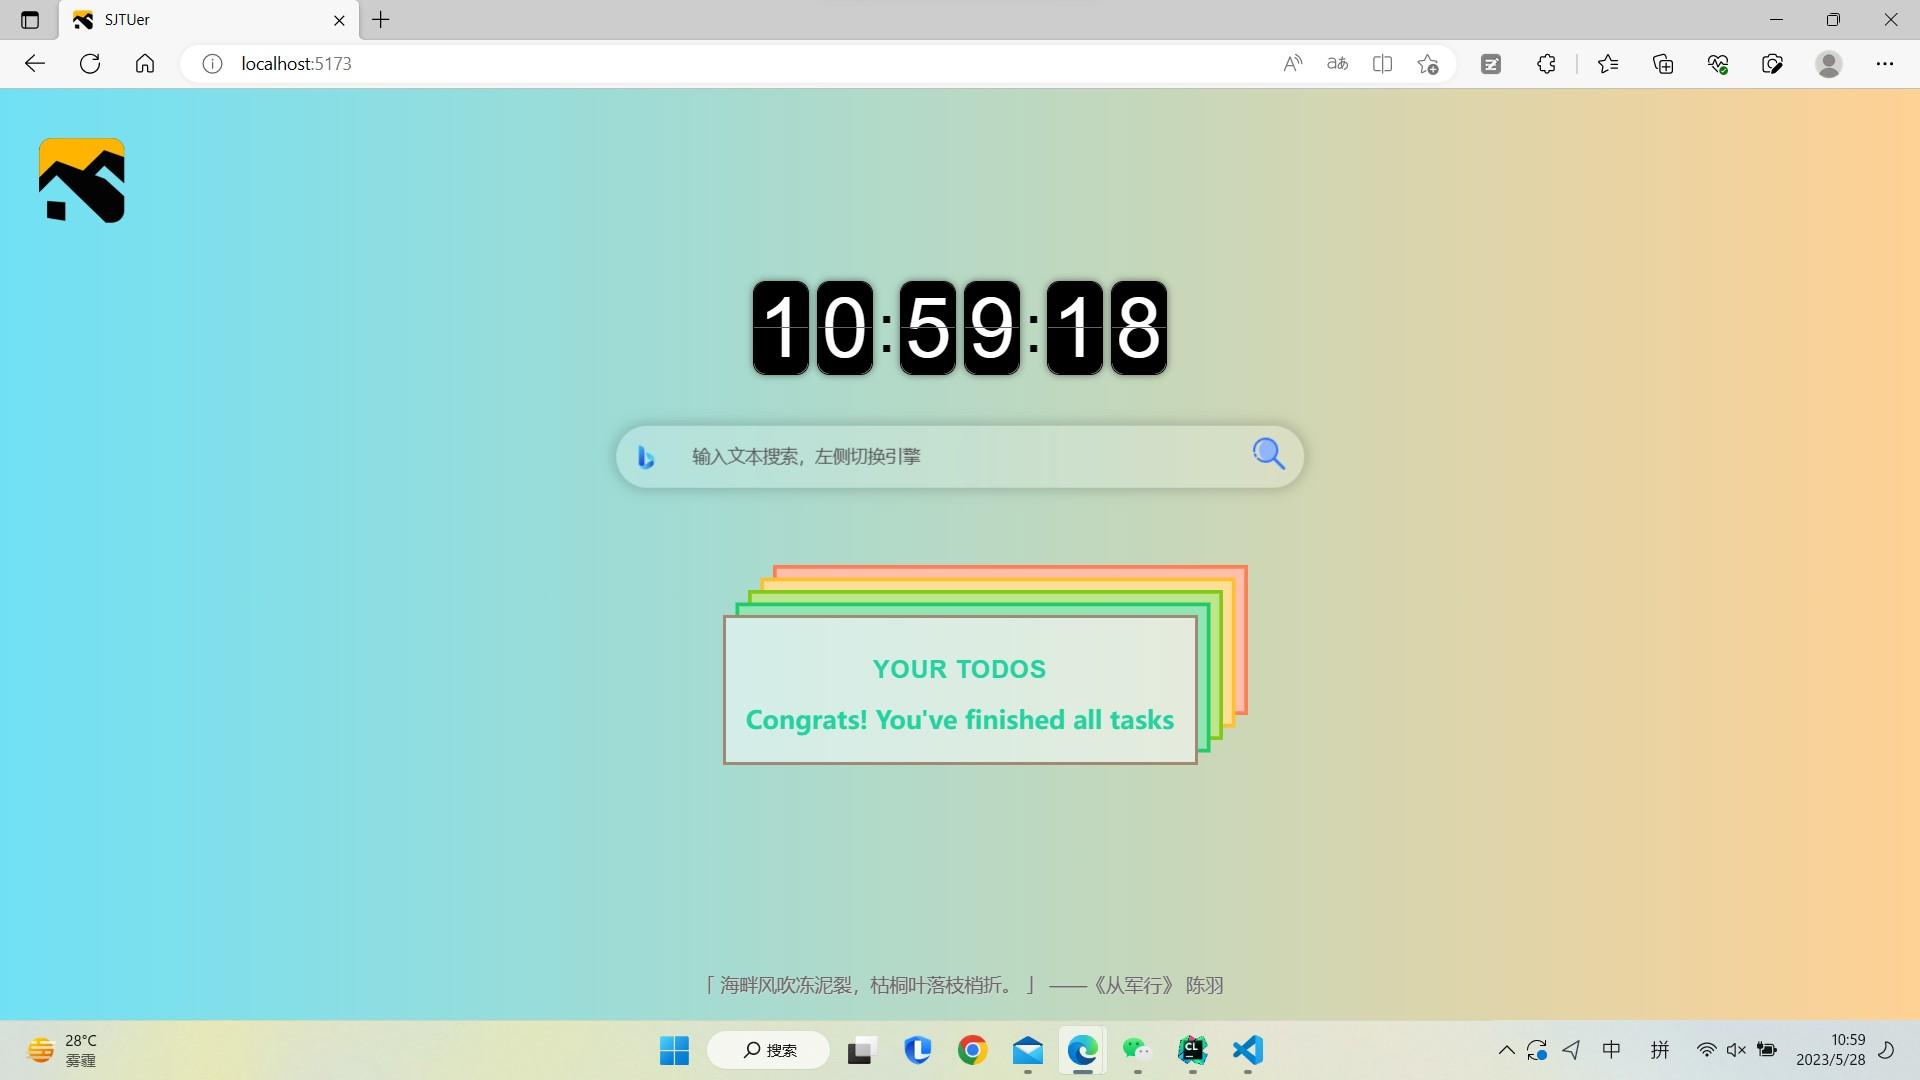 SJTUer
localhost:5173
10:59:18
输入文本搜索，左侧切换引擎
YOUR TODOS
Congrats! You've finished all tasks
「 海畔风吹冻泥裂，枯桐叶落枝梢折。 」 ——《从军行》 陈羽
28°C
雾霾
搜索
CL
中
拼
10:59
2023/5/28